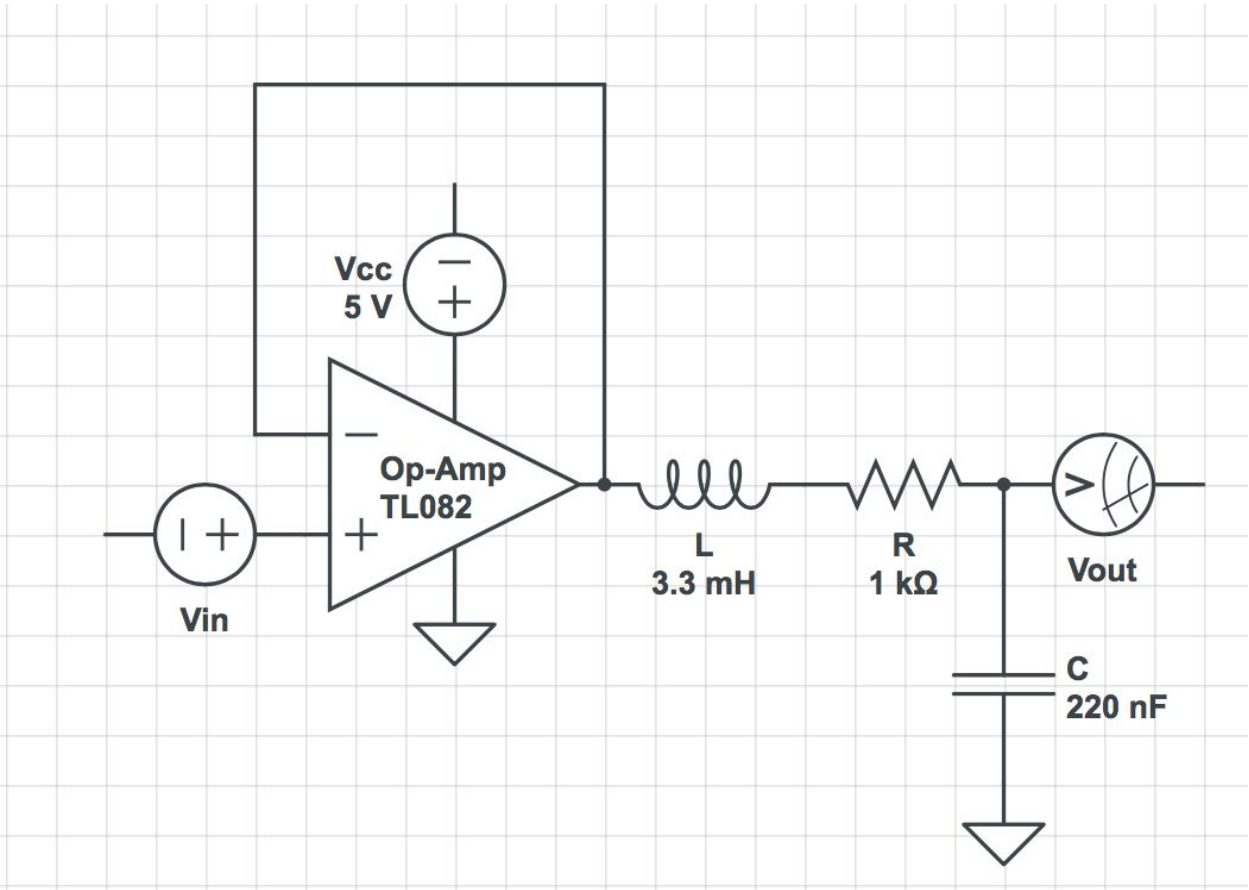 Vcc
5 V
Op-Amp
TL082
Vin
L
3.3 mH
R
1 kΩ
V
Vout
C
220 nF